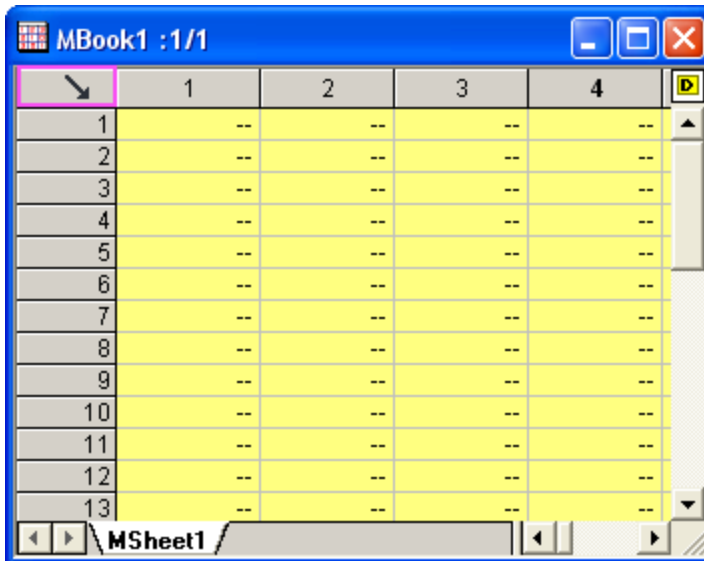 MBook1 :1/1
1 2 3 4 D
1 -- -- -- --
2 -- -- -- --
3 -- -- -- --
4 -- -- -- --
5 -- -- -- --
6 -- -- -- --
7 -- -- -- --
8 -- -- -- --
9 -- -- -- --
10 -- -- -- --
11 -- -- -- --
12 -- -- -- --
13 -- -- -- --
MSheet1